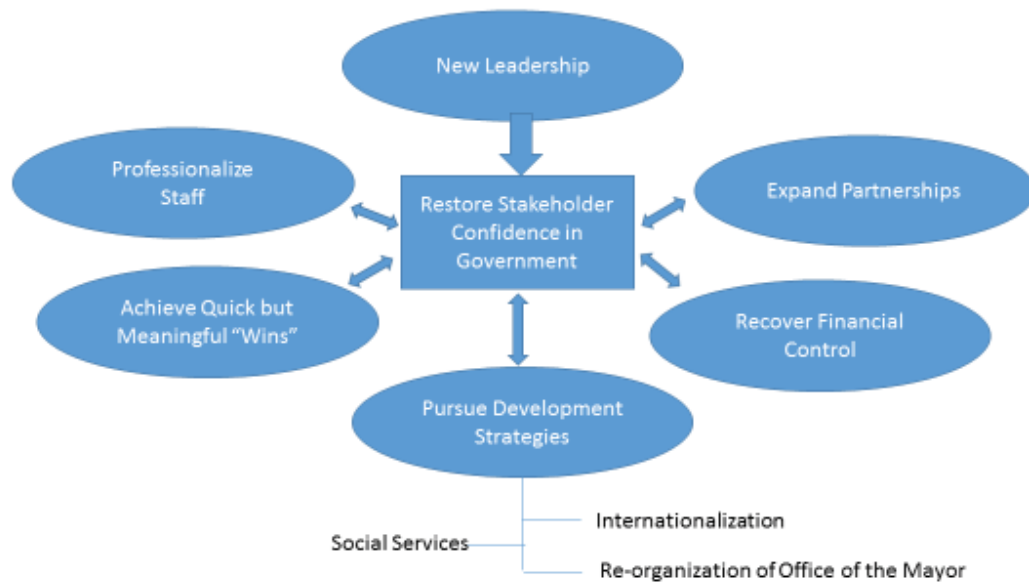 New Leadership
Professionalize
Staff
Restore Stakeholder
Confidence in
Government
Expand Partnerships
Achieve Quick but
Meaningful “Wins”
Recover Financial
Control
Pursue Development
Strategies
Internationalization
Social Services
Re-organization of Office of the Mayor